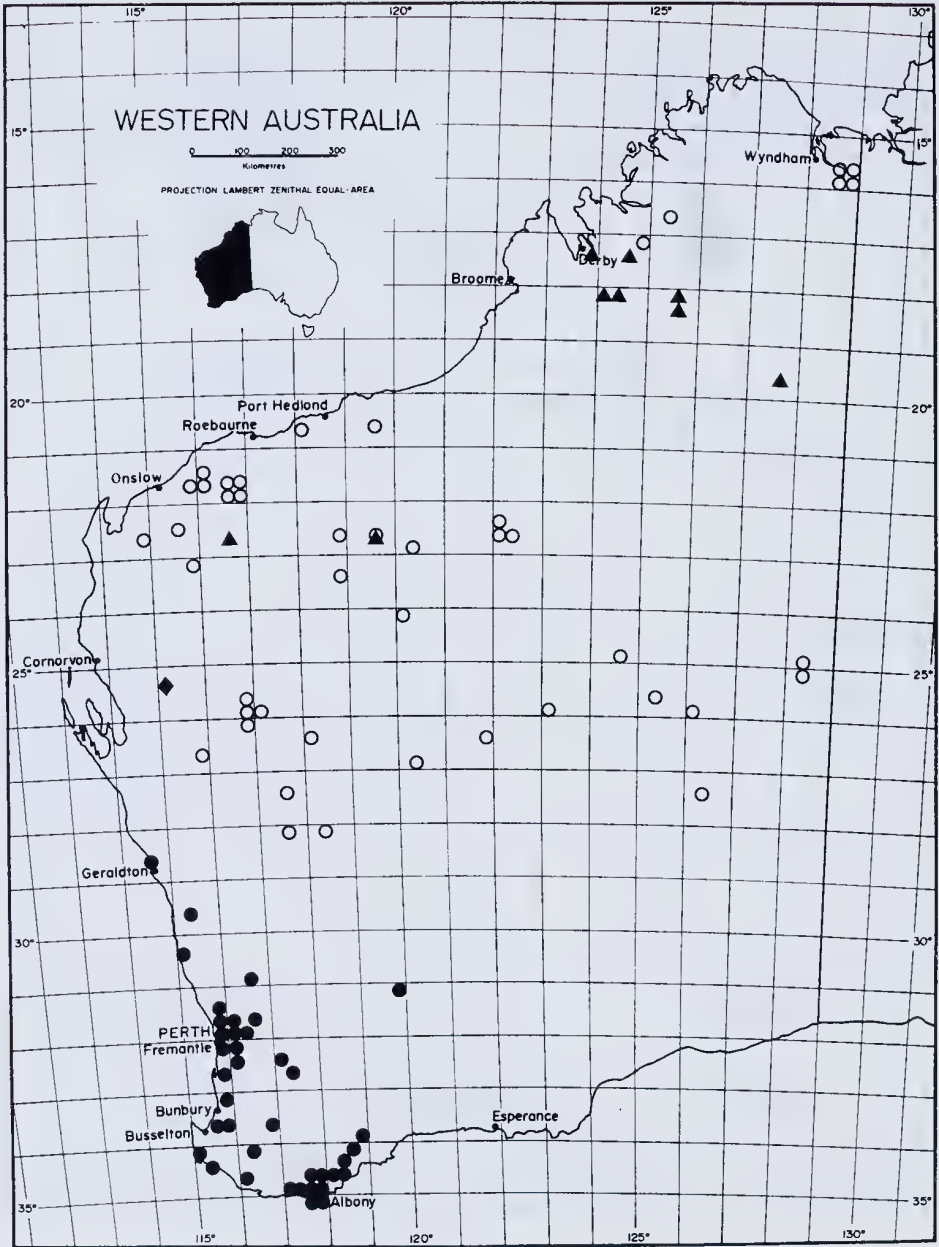 115° 120° 125° 130°
WESTERN AUSTRALIA
0 100 200 300
Kilometres
PROJECTION LAMBERT ZENITHAL EQUAL-AREA
15° 15°
Wyndham
Derby
Broome
20° 20°
Port Hedlond
Roebourne
Onslow
Cornorvon
25° 25°
Geraldton
30° 30°
PERTH
Fremantle
Bunbury
Busselton
Esperance
Albony
35° 35°
115° 120° 125° 130°